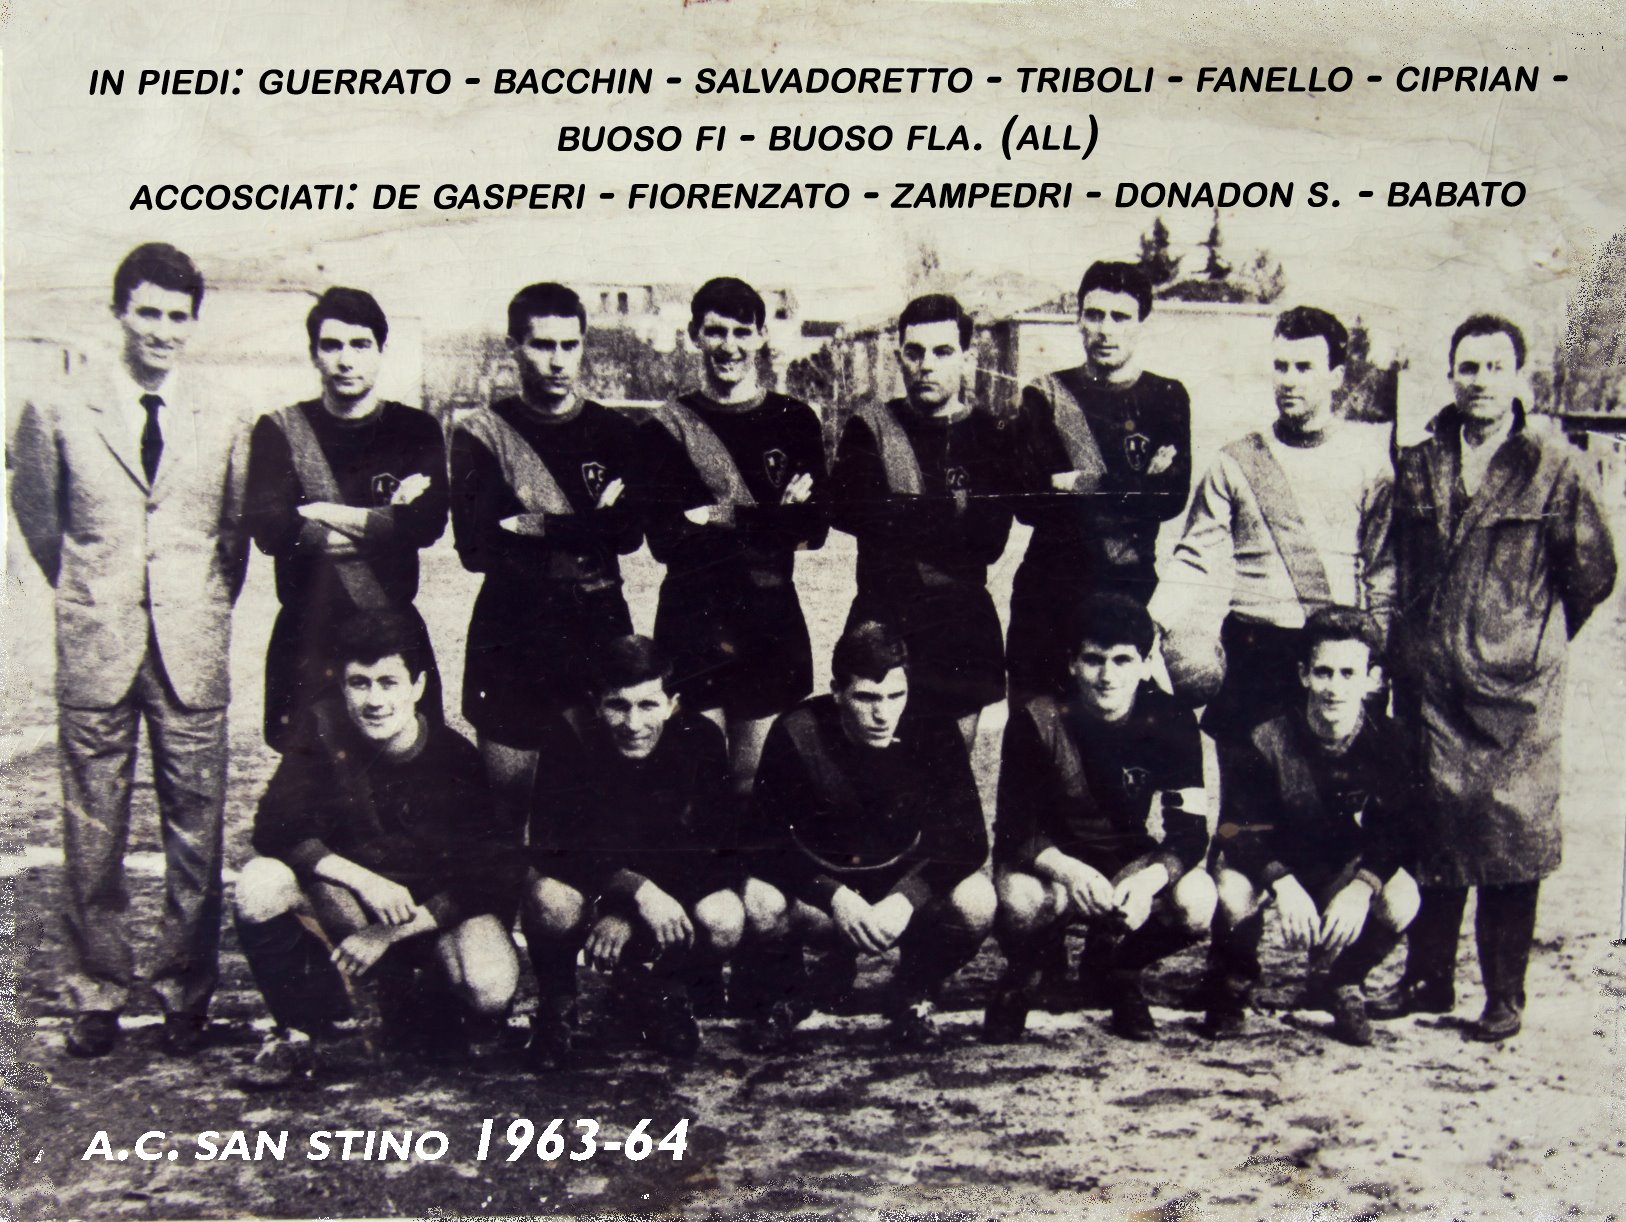 IN PIEDI: GUERRATO - BACCHIN - SALVADORETTO - TRIBOLI - FANELLO - CIPRIAN -
BUOSO FI - BUOSO FLA. (ALL)
ACCOSCIATI: DE GASPERI - FIORENZATO - ZAMPEDRI - DONADON S. - BABATO
A.C. SAN STINO 1963-64